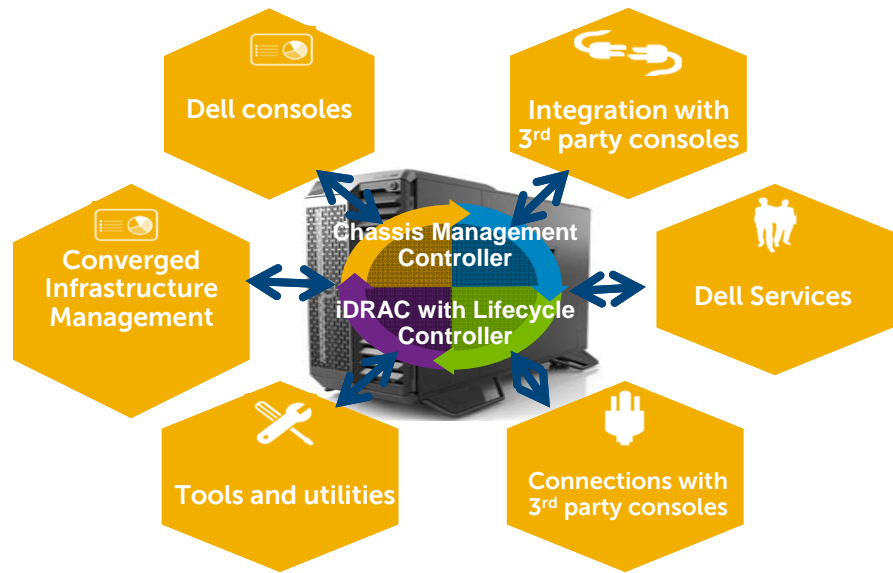 Dell consoles
Integration with
3rd party consoles
Chassis Management
Controller
Converged
Infrastructure
Management
Dell Services
iDRAC with Lifecycle
Controller
Tools and utilities
Connections with
3rd party consoles